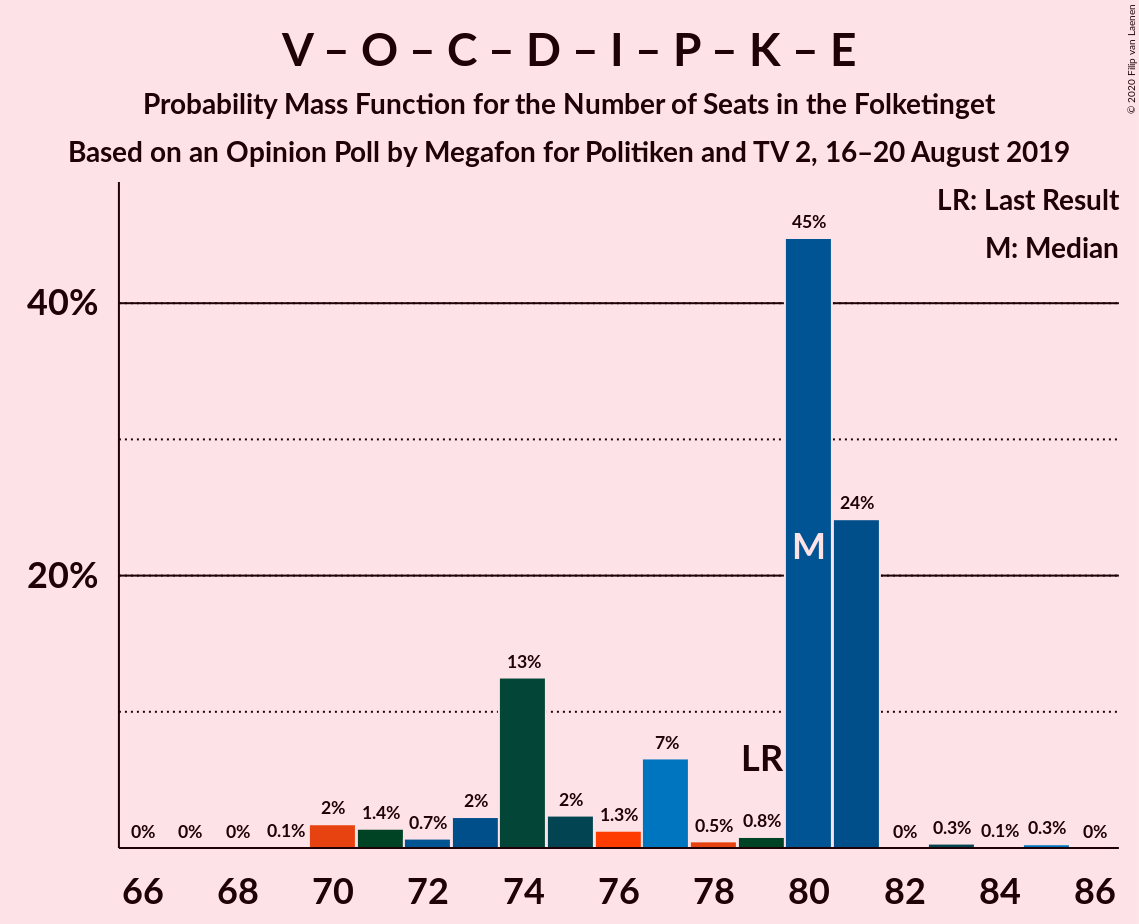 V – O – C – D – I – P – K – E
Probability Mass Function for the Number of Seats in the Folketinget
Based on an Opinion Poll by Megafon for Politiken and TV 2, 16–20 August 2019
© 2020 Filip van Laenen
LR: Last Result
M: Median
40%
20%
0%
0%
0%
0.1%
2%
1.4%
0.7%
2%
13%
2%
1.3%
7%
0.5%
0.8%
LR
45%
M
24%
0%
0.3%
0.1%
0.3%
0%
66 68 70 72 74 76 78 80 82 84 86